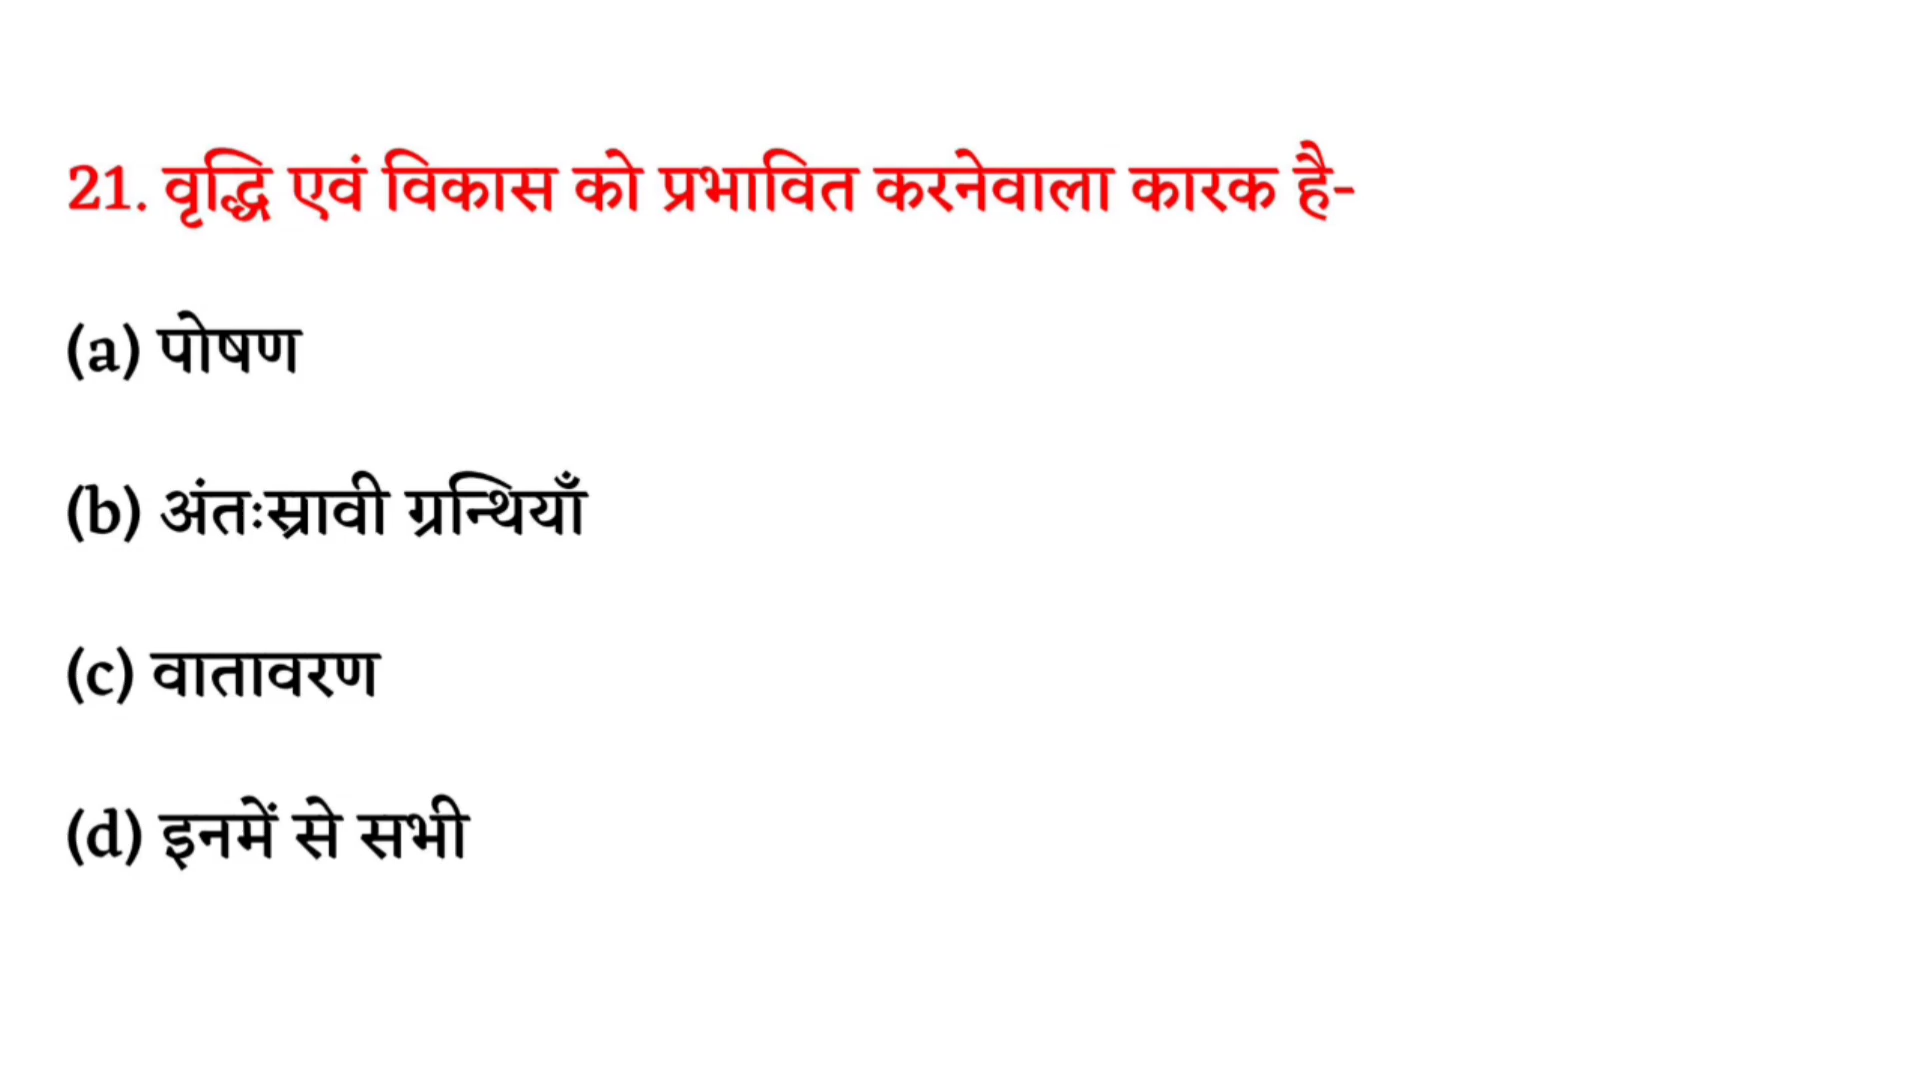 21. वृद्धि एवं विकास को प्रभावित करनेवाला कारक है-
(a) पोषण
(b) अंतःस्रावी ग्रन्थियाँ
(c) वातावरण
(d) इनमें से सभी